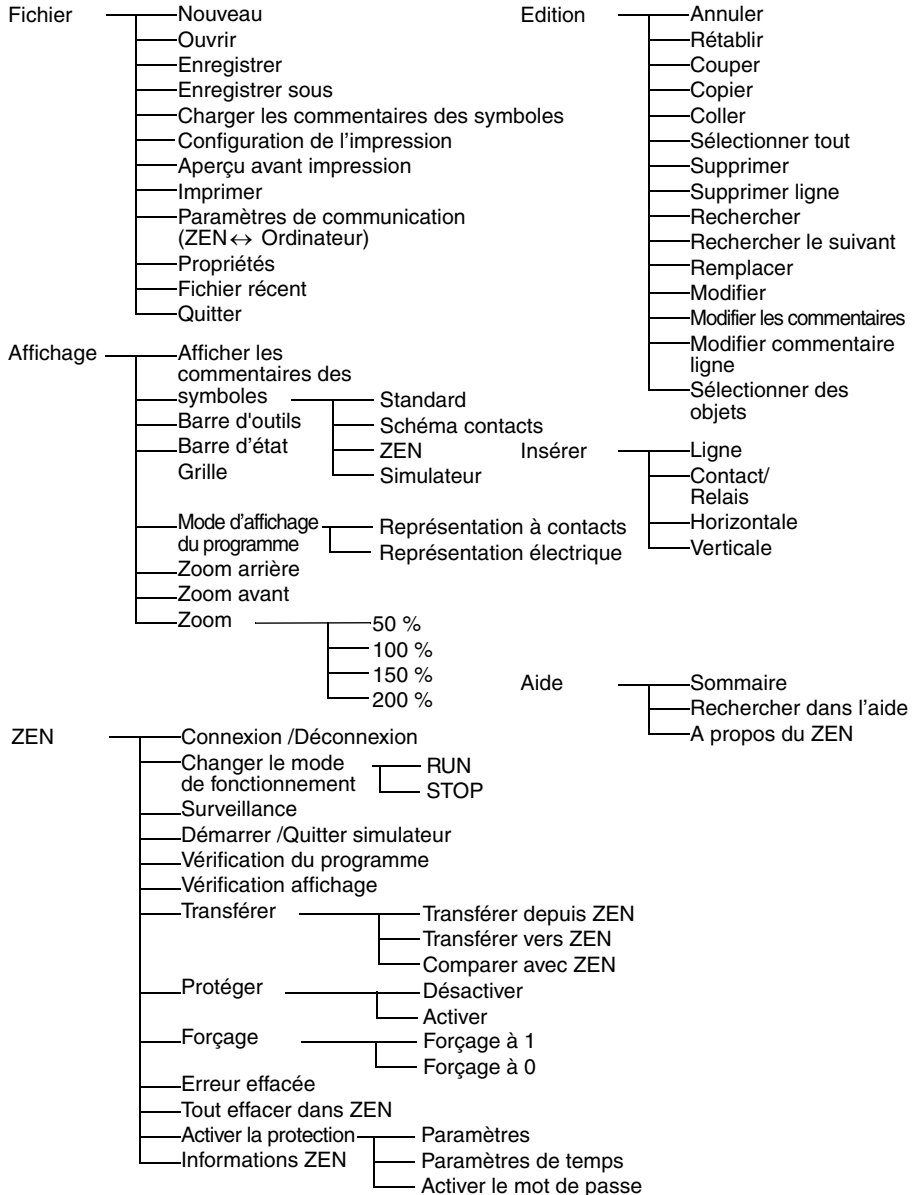 Fichier
Nouveau
Ouvrir
Enregistrer
Enregistrer sous
Charger les commentaires des symboles
Configuration de l'impression
Aperçu avant impression
Imprimer
Paramètres de communication
(ZEN↔ Ordinateur)
Propriétés
Fichier récent
Quitter
Edition
Annuler
Rétablir
Couper
Copier
Coller
Sélectionner tout
Supprimer
Supprimer ligne
Rechercher
Rechercher le suivant
Remplacer
Modifier
Modifier les commentaires
Modifier commentaire
ligne
Sélectionner des
objets
Affichage
Afficher les
commentaires des
symboles
Barre d'outils
Barre d'état
Grille
Standard
Schéma contacts
ZEN
Simulateur
Mode d'affichage
du programme
Représentation à contacts
Représentation électrique
Zoom arrière
Zoom avant
Zoom
50 %
100 %
150 %
200 %
Insérer
Ligne
Contact/
Relais
Horizontale
Verticale
Aide
Sommaire
Rechercher dans l'aide
A propos du ZEN
ZEN
Connexion /Déconnexion
Changer le mode
de fonctionnement
RUN
STOP
Surveillance
Démarrer /Quitter simulateur
Vérification du programme
Vérification affichage
Transférer
Transférer depuis ZEN
Transférer vers ZEN
Comparer avec ZEN
Protéger
Désactiver
Activer
Forçage
Forçage à 1
Forçage à 0
Erreur effacée
Tout effacer dans ZEN
Activer la protection
Informations ZEN
Paramètres
Paramètres de temps
Activer le mot de passe